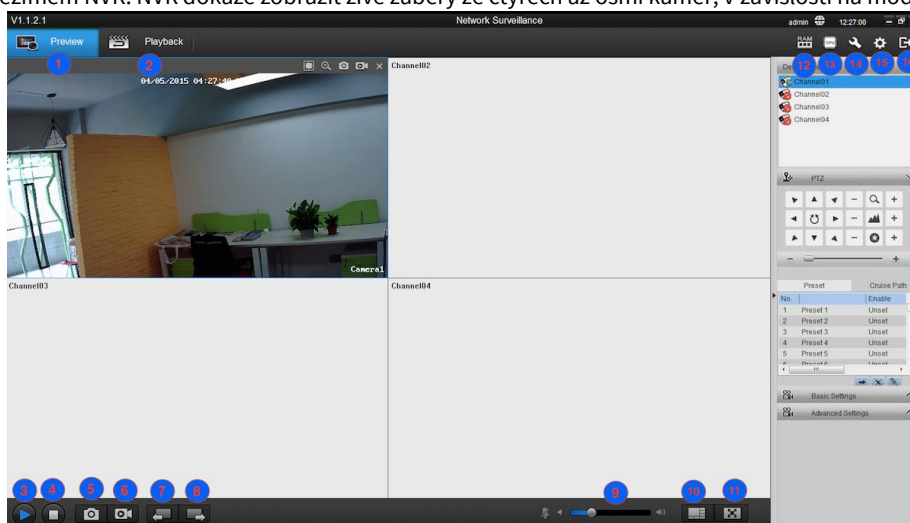 ezimem NVR. NVR dokáže zobrazit živé záběry ze čtyřech až osmi kamer, v závislosti na mod
V1.1.2.1
Network Surveillance
admin
12:27:00
Preview
Playback
RAM
CPU
1
2
12
13
14
15
04/05/2015
Camera1
Channel02
Channel03
Channel04
Channel01
Channel02
Channel03
Channel04
PTZ
Preset
Cruise Path
No.
Enable
1 Preset 1 Unset
2 Preset 2 Unset
3 Preset 3 Unset
4 Preset 4 Unset
5 Preset 5 Unset
Basic Settings
Advanced Settings
3
4
5
6
7
8
9
10
11